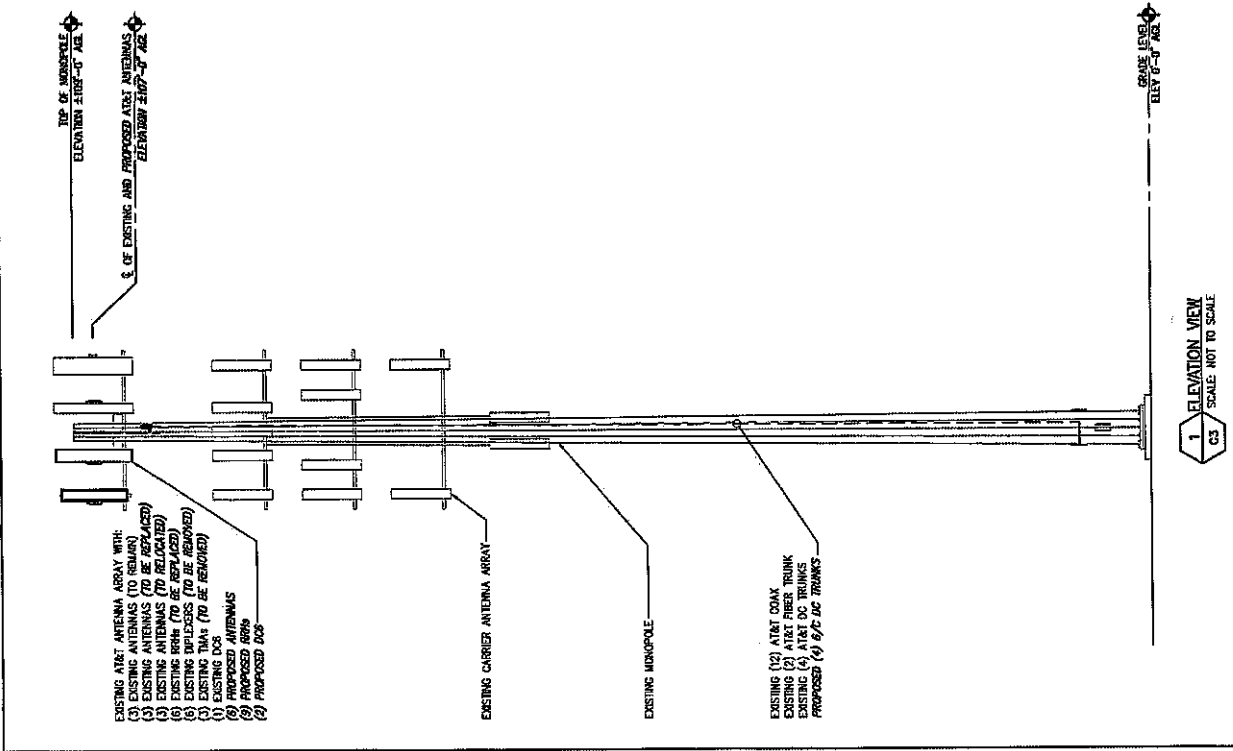 TOP OF MONOPOLE
ELEVATION ±109'-0" AGL
℄ OF EXISTING AND PROPOSED AT&T ANTENNAS
ELEVATION ±107'-0" AGL
EXISTING AT&T ANTENNA ARRAY WITH:
(3) EXISTING ANTENNAS (TO REMAIN)
(3) EXISTING ANTENNAS (TO BE REPLACED)
(3) EXISTING ANTENNAS (TO RELOCATED)
(6) EXISTING RRHs (TO BE REPLACED)
(6) EXISTING DIPLEXERS (TO BE REMOVED)
(3) EXISTING TMAs (TO BE REMOVED)
(1) EXISTING DC6
(6) PROPOSED ANTENNAS
(9) PROPOSED RRHs
(2) PROPOSED DC6
EXISTING CARRIER ANTENNA ARRAY
EXISTING MONOPOLE
EXISTING (12) AT&T COAX
EXISTING (2) AT&T FIBER TRUNK
EXISTING (4) AT&T DC TRUNKS
PROPOSED (4) 6/C DC TRUNKS
GRADE LEVEL
ELEV 0'-0" AGL
1
C3
ELEVATION VIEW
SCALE: NOT TO SCALE